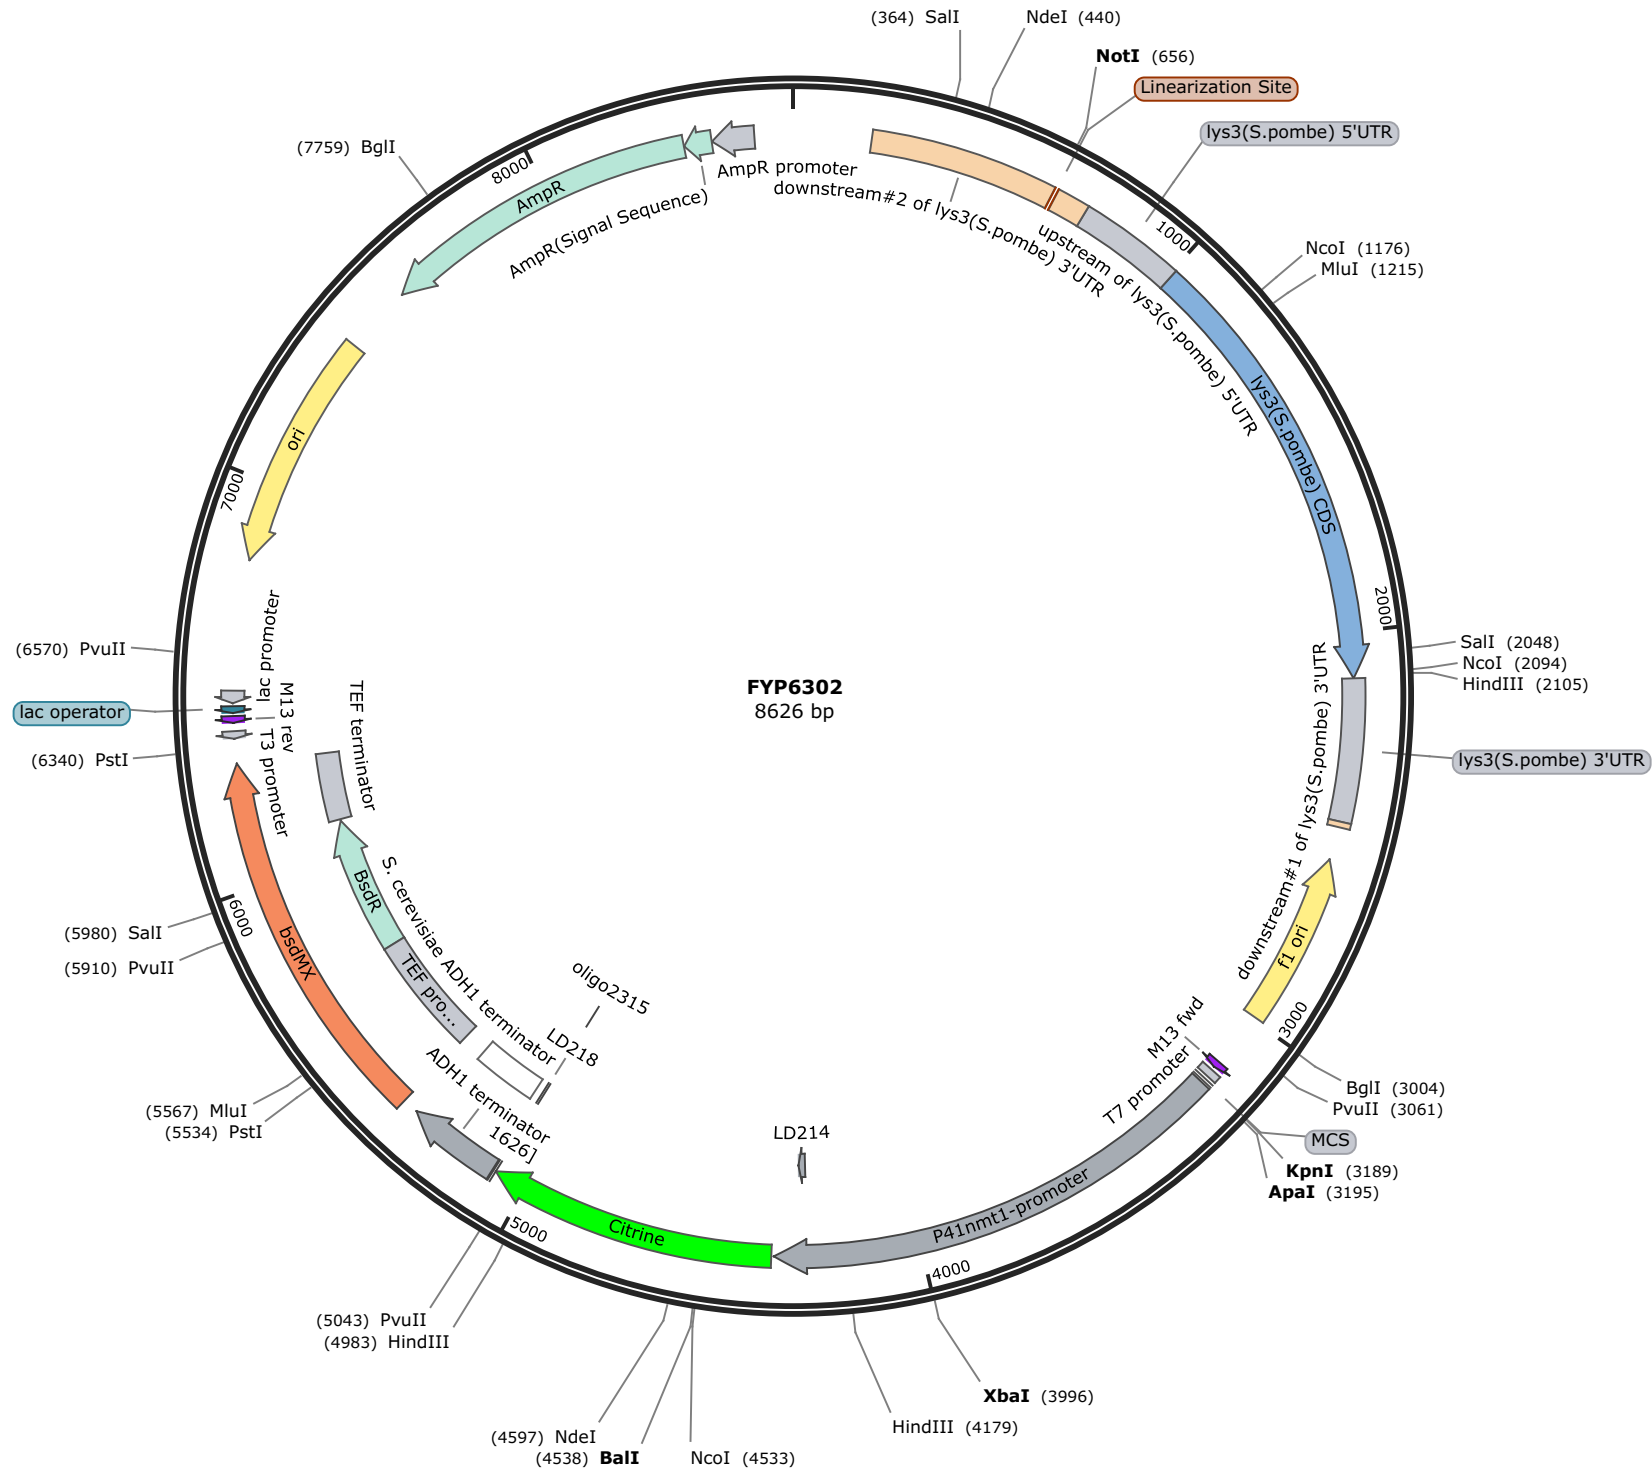 (364) SalI
NdeI (440)
NotI (656)
Linearization Site
lys3(S.pombe) 5'UTR
(7759) BglI
8000
AmpR
AmpR promoter
AmpR(Signal Sequence)
downstream#2 of lys3(S.pombe) 3'UTR
upstream of lys3(S.pombe) 5'UTR
1000
NcoI (1176)
MluI (1215)
lys3(S.pombe) CDS
ori
7000
2000
SalI (2048)
NcoI (2094)
HindIII (2105)
(6570) PvuII
lac promoter
lac operator
M13 rev
T3 promoter
TEF terminator
(6340) PstI
FYP6302
8626 bp
lys3(S.pombe) 3'UTR
downstream#1 of lys3(S.pombe) 3'UTR
f1 ori
3000
BsdR
S. cerevisiae ADH1 terminator
6000
(5980) SalI
(5910) PvuII
bsdMX
TEF pro...
oligo2315
LD218
M13 fwd
T7 promoter
BglI (3004)
PvuII (3061)
MCS
KpnI (3189)
ApaI (3195)
(5567) MluI
(5534) PstI
ADH1 terminator
1626]
LD214
P41nmt1-promoter
Citrine
5000
4000
(5043) PvuII
(4983) HindIII
XbaI (3996)
HindIII (4179)
(4597) NdeI
(4538) BalI
NcoI (4533)